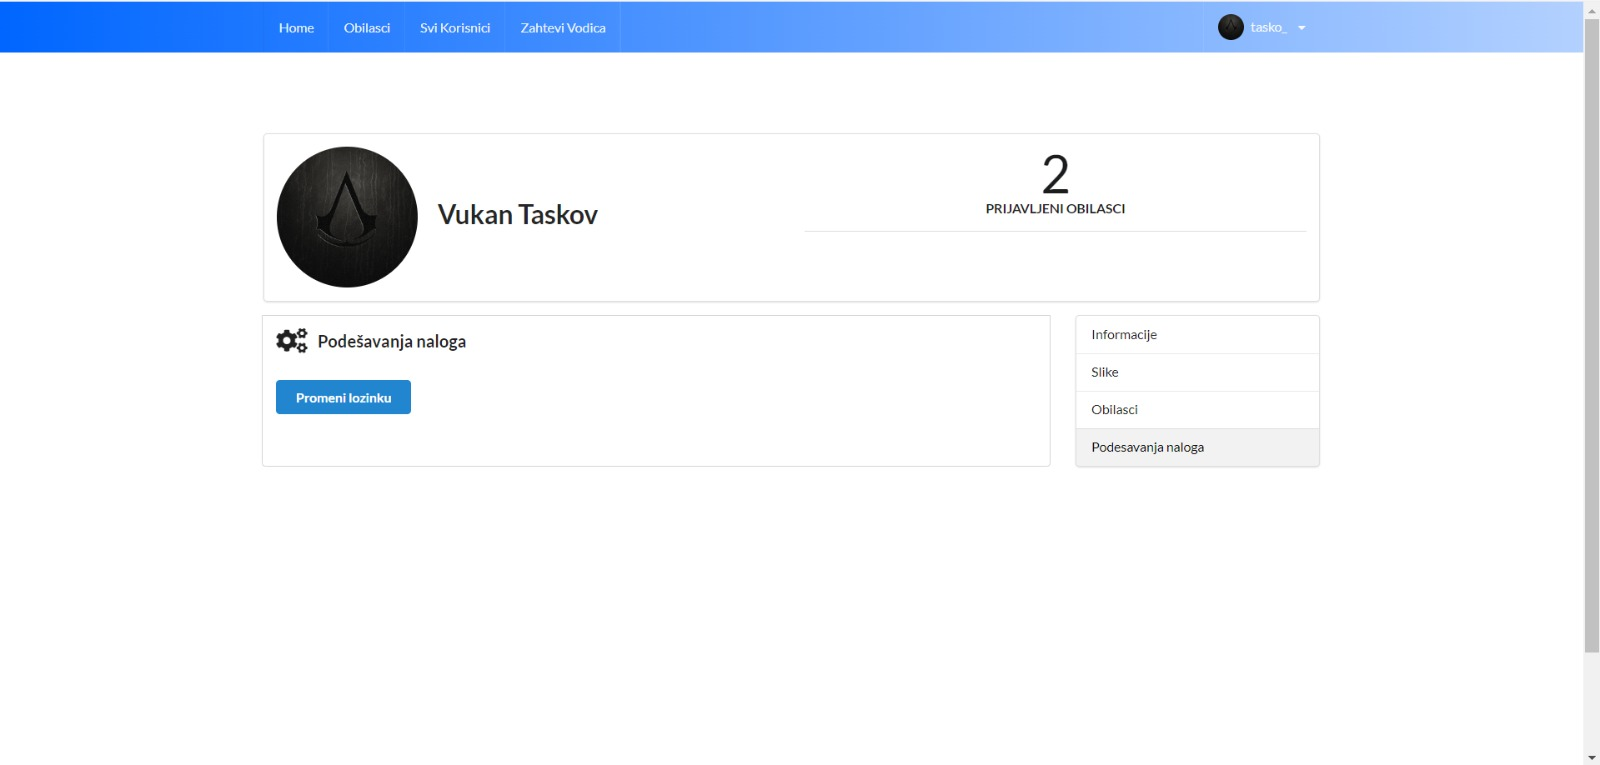 Home Obilasci Svi Korisnici Zahtevi Vodica tasko_
Vukan Taskov
2
PRIJAVLJENI OBILASCI
Podešavanja naloga
Promeni lozinku
Informacije
Slike
Obilasci
Podesavanja naloga